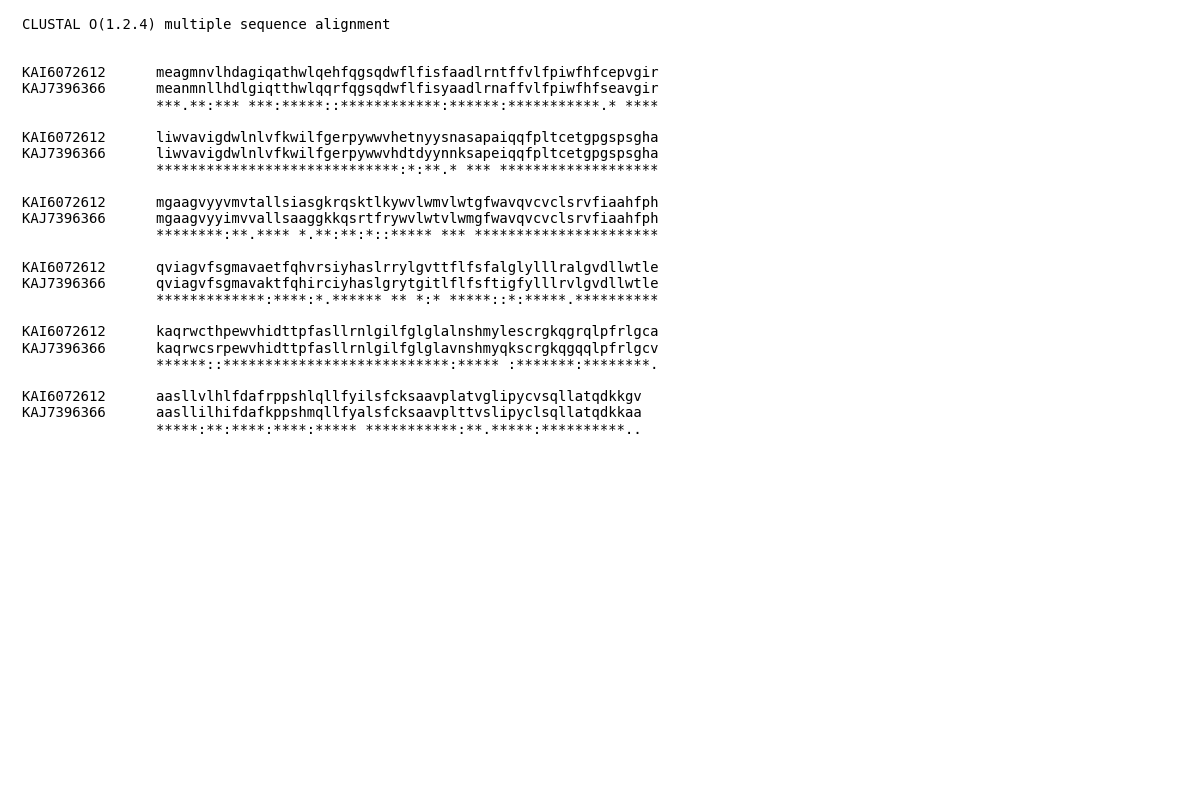 CLUSTAL O(1.2.4) multiple sequence alignment
KAI6072612      meagmnvlhdagiqathwlqehfqgsqdwflfisfaadlrntffvlfpiwfhfcepvgir
KAJ7396366      meanmnllhdlgiqtthwlqqrfqgsqdwflfisyaadlrnaffvlfpiwfhfseavgir
                ***.**:*** ***:*****::************:******:***********.* ****
KAI6072612      liwvavigdwlnlvfkwilfgerpywwvhetnyysnasapaiqqfpltcetgpgspsgha
KAJ7396366      liwvavigdwlnlvfkwilfgerpywwvhdtdyynnksapeiqqfpltcetgpgspsgha
                *****************************:*:**.* *** *******************
KAI6072612      mgaagvyyvmvtallsiasgkrqsktlkywvlwmvlwtgfwavqvcvclsrvfiaahfph
KAJ7396366      mgaagvyyimvvallsaaggkkqsrtfrywvlwtvlwmgfwavqvcvclsrvfiaahfph
                ********:**.**** *.**:**:*::***** *** **********************
KAI6072612      qviagvfsgmavaetfqhvrsiyhaslrrylgvttflfsfalglylllralgvdllwtle
KAJ7396366      qviagvfsgmavaktfqhirciyhaslgrytgitlflfsftigfylllrvlgvdllwtle
                *************:****:*.****** ** *:* *****::*:*****.**********
KAI6072612      kaqrwcthpewvhidttpfasllrnlgilfglglalnshmylescrgkqgrqlpfrlgca
KAJ7396366      kaqrwcsrpewvhidttpfasllrnlgilfglglavnshmyqkscrgkqgqqlpfrlgcv
                ******::***************************:***** :*******:********.
KAI6072612      aasllvlhlfdafrppshlqllfyilsfcksaavplatvglipycvsqllatqdkkgv
KAJ7396366      aasllilhifdafkppshmqllfyalsfcksaavplttvslipyclsqllatqdkkaa
                *****:**:****:****:***** ***********:**.*****:**********..